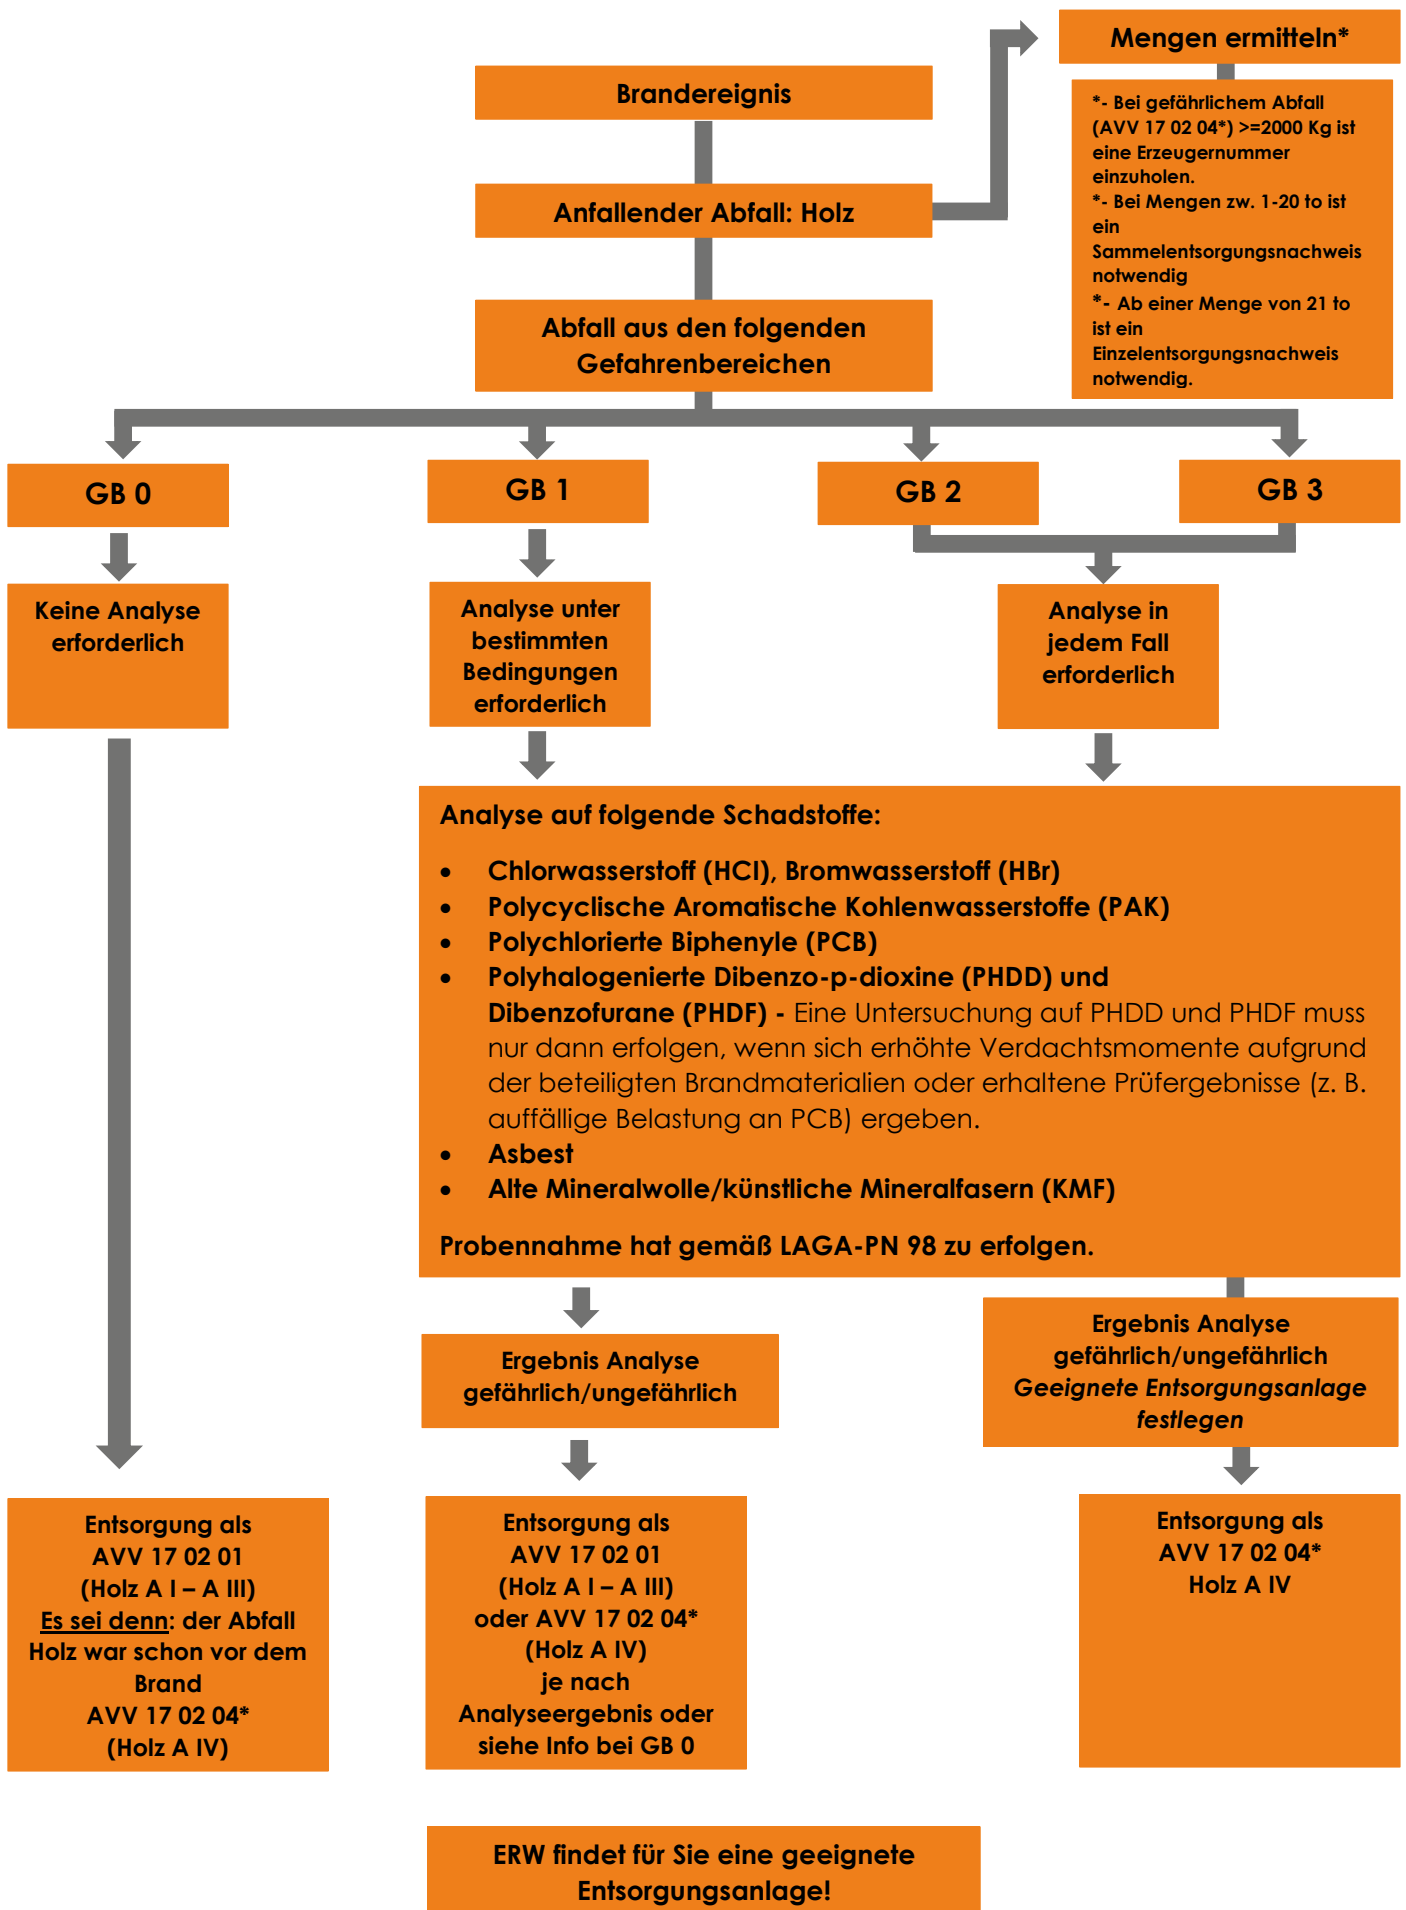 Mengen ermitteln*
Brandereignis
*- Bei gefährlichem Abfall
(AVV 17 02 04*) >=2000 Kg ist
eine Erzeugernummer
einzuholen.
*- Bei Mengen zw. 1-20 to ist
ein
Sammelentsorgungsnachweis
notwendig
*- Ab einer Menge von 21 to
ist ein
Einzelentsorgungsnachweis
notwendig.
Anfallender Abfall: Holz
Abfall aus den folgenden
Gefahrenbereichen
GB 0
GB 1
GB 2
GB 3
Keine Analyse
erforderlich
Analyse unter
bestimmten
Bedingungen
erforderlich
Analyse in
jedem Fall
erforderlich
Analyse auf folgende Schadstoffe:
• Chlorwasserstoff (HCl), Bromwasserstoff (HBr)
• Polycyclische Aromatische Kohlenwasserstoffe (PAK)
• Polychlorierte Biphenyle (PCB)
• Polyhalogenierte Dibenzo-p-dioxine (PHDD) und
Dibenzofurane (PHDF) - Eine Untersuchung auf PHDD und PHDF muss
nur dann erfolgen, wenn sich erhöhte Verdachtsmomente aufgrund
der beteiligten Brandmaterialien oder erhaltene Prüfergebnisse (z. B.
auffällige Belastung an PCB) ergeben.
• Asbest
• Alte Mineralwolle/künstliche Mineralfasern (KMF)
Probennahme hat gemäß LAGA-PN 98 zu erfolgen.
Ergebnis Analyse
gefährlich/ungefährlich
Ergebnis Analyse
gefährlich/ungefährlich
Geeignete Entsorgungsanlage
festlegen
Entsorgung als
AVV 17 02 01
(Holz A I – A III)
Es sei denn: der Abfall
Holz war schon vor dem
Brand
AVV 17 02 04*
(Holz A IV)
Entsorgung als
AVV 17 02 01
(Holz A I – A III)
oder AVV 17 02 04*
(Holz A IV)
je nach
Analyseergebnis oder
siehe Info bei GB 0
Entsorgung als
AVV 17 02 04*
Holz A IV
ERW findet für Sie eine geeignete
Entsorgungsanlage!